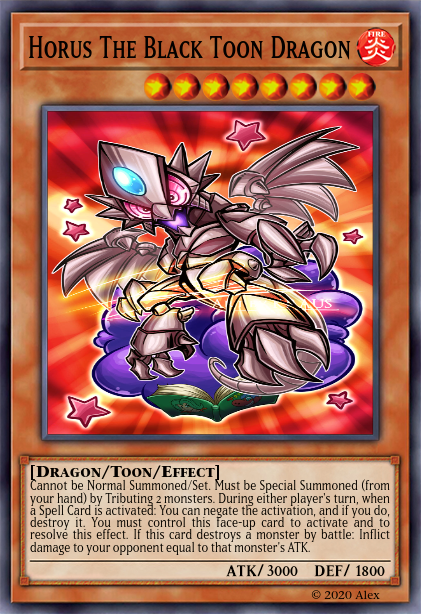 Horus The Black Toon Dragon
FIRE
炎
[Dragon/Toon/Effect]
Cannot be Normal Summoned/Set. Must be Special Summoned (from
your hand) by Tributing 2 monsters. During either player's turn, when
a Spell Card is activated: You can negate the activation, and if you do,
destroy it. You must control this face-up card to activate and to
resolve this effect. If this card destroys a monster by battle: Inflict
damage to your opponent equal to that monster's ATK.
ATK/ 3000 DEF/ 1800
© 2020 Alex